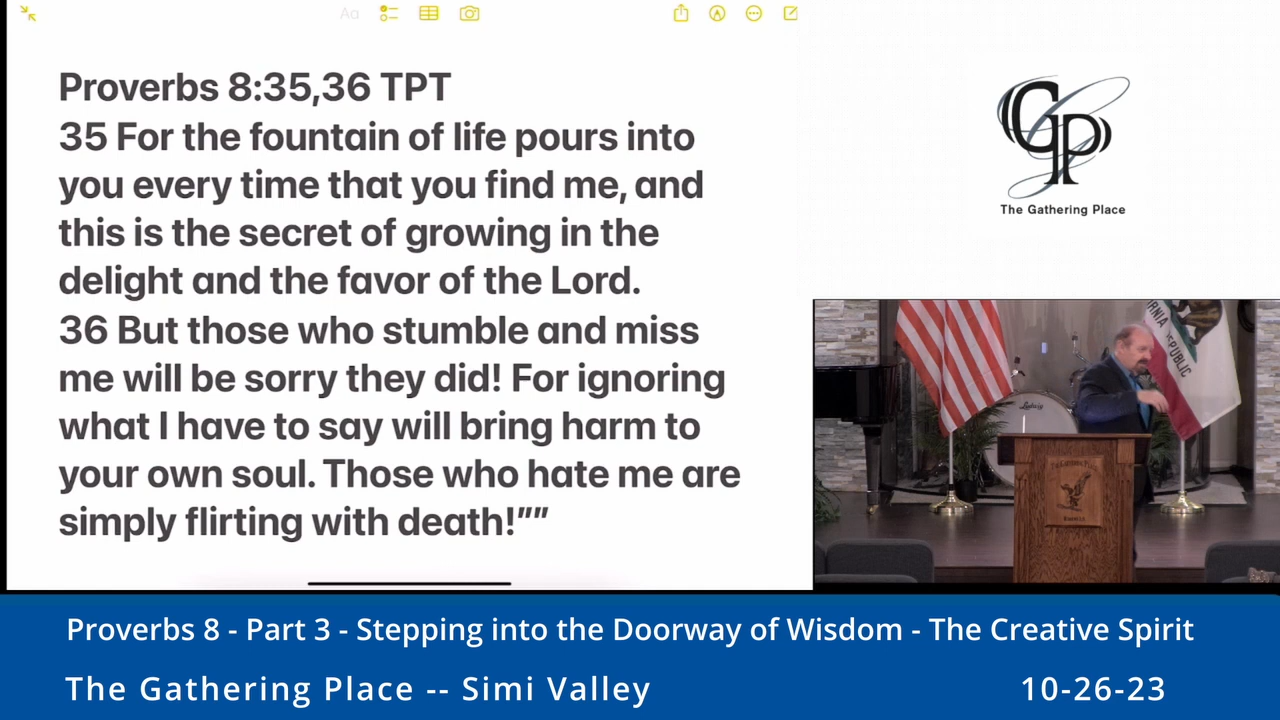 Aa
Proverbs 8:35,36 TPT
35 For the fountain of life pours into
you every time that you find me, and
this is the secret of growing in the
delight and the favor of the Lord.
36 But those who stumble and miss
me will be sorry they did! For ignoring
what I have to say will bring harm to
your own soul. Those who hate me are
simply flirting with death!””
GP
The Gathering Place
REPUBLIC
Ludwig
Proverbs 8 - Part 3 - Stepping into the Doorway of Wisdom - The Creative Spirit
The Gathering Place -- Simi Valley
10-26-23